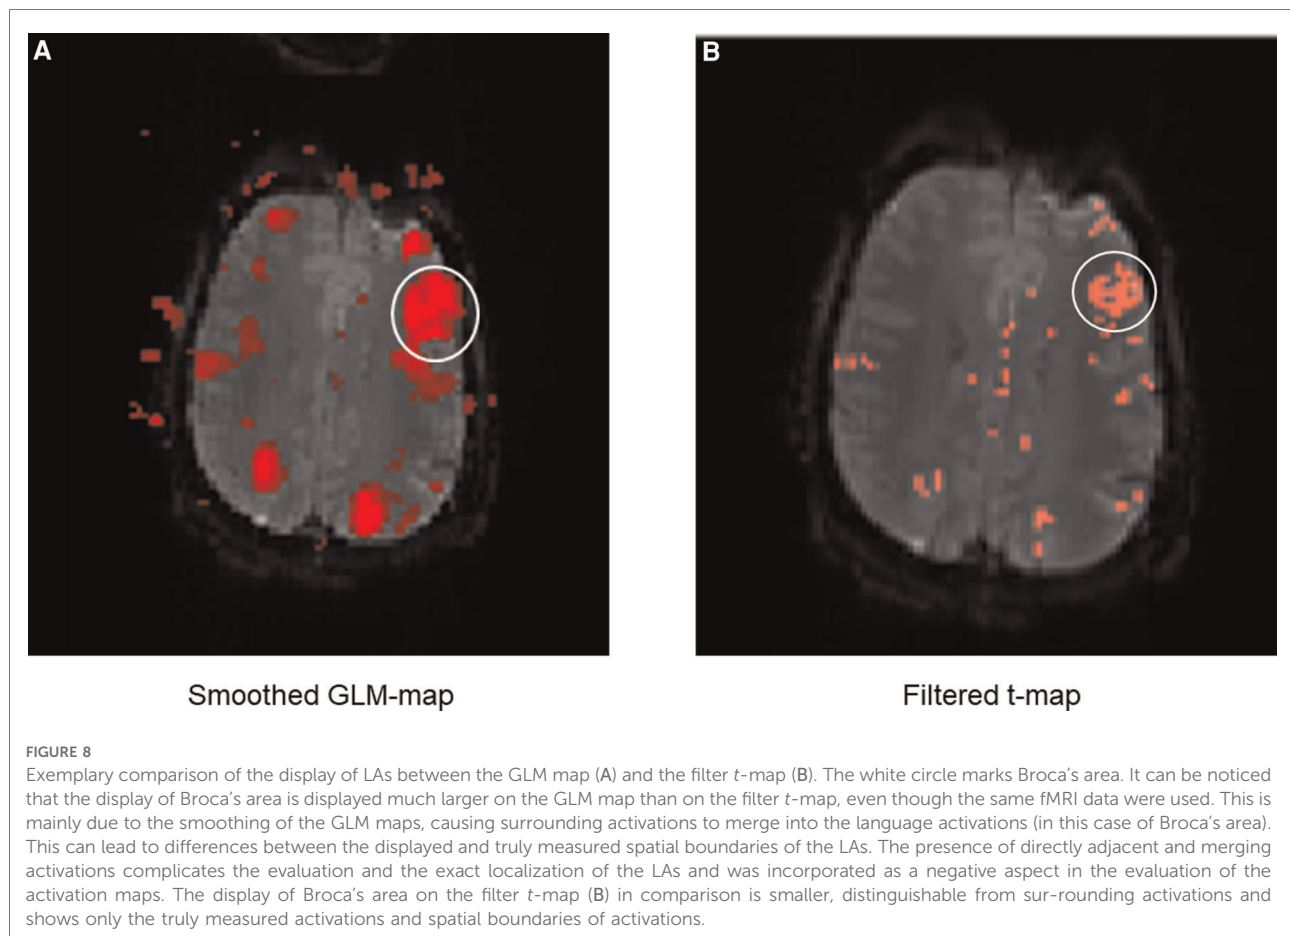 A
B
Smoothed GLM-map
Filtered t-map
FIGURE 8
Exemplary comparison of the display of LAs between the GLM map (A) and the filter t-map (B). The white circle marks Broca's area. It can be noticed
that the display of Broca's area is displayed much larger on the GLM map than on the filter t-map, even though the same fMRI data were used. This is
mainly due to the smoothing of the GLM maps, causing surrounding activations to merge into the language activations (in this case of Broca's area).
This can lead to differences between the displayed and truly measured spatial boundaries of the LAs. The presence of directly adjacent and merging
activations complicates the evaluation and the exact localization of the LAs and was incorporated as a negative aspect in the evaluation of the
activation maps. The display of Broca's area on the filter t-map (B) in comparison is smaller, distinguishable from sur-rounding activations and
shows only the truly measured activations and spatial boundaries of activations.